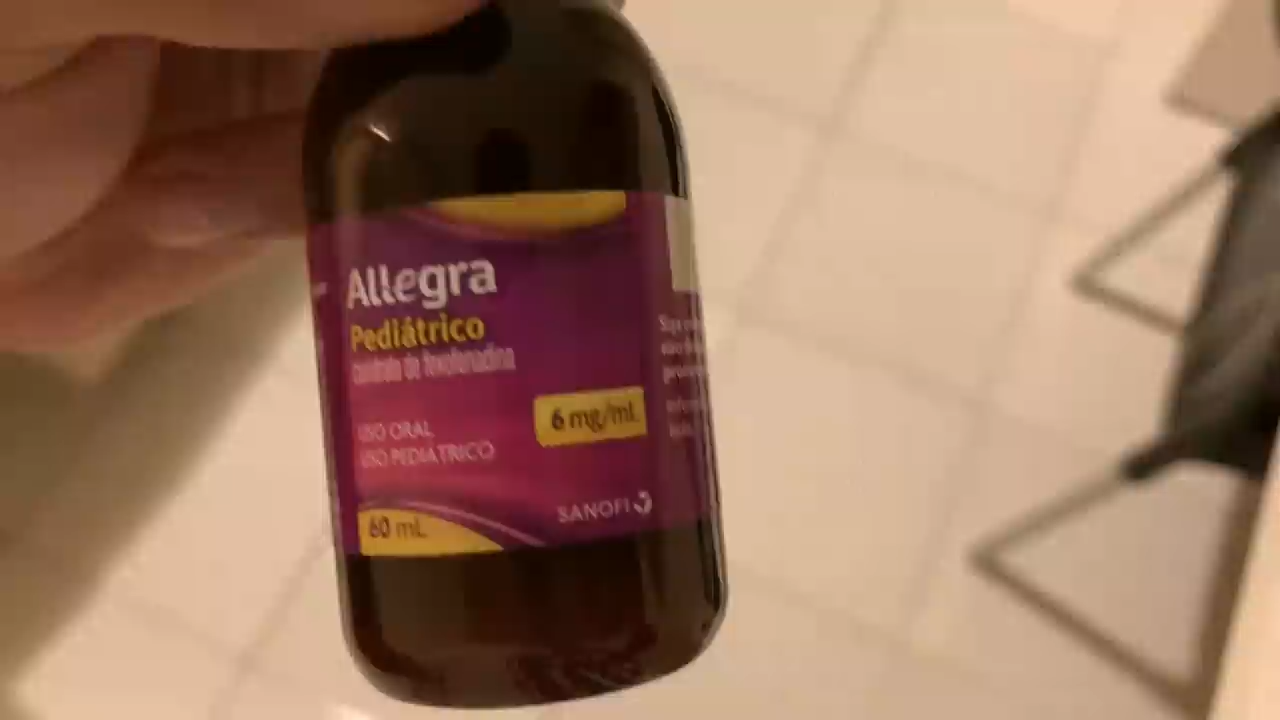 Allegra
Pediátrico
cloridrato de fexofenadina
USO ORAL
USO PEDIÁTRICO
6 mg/mL
60 mL
SANOFI